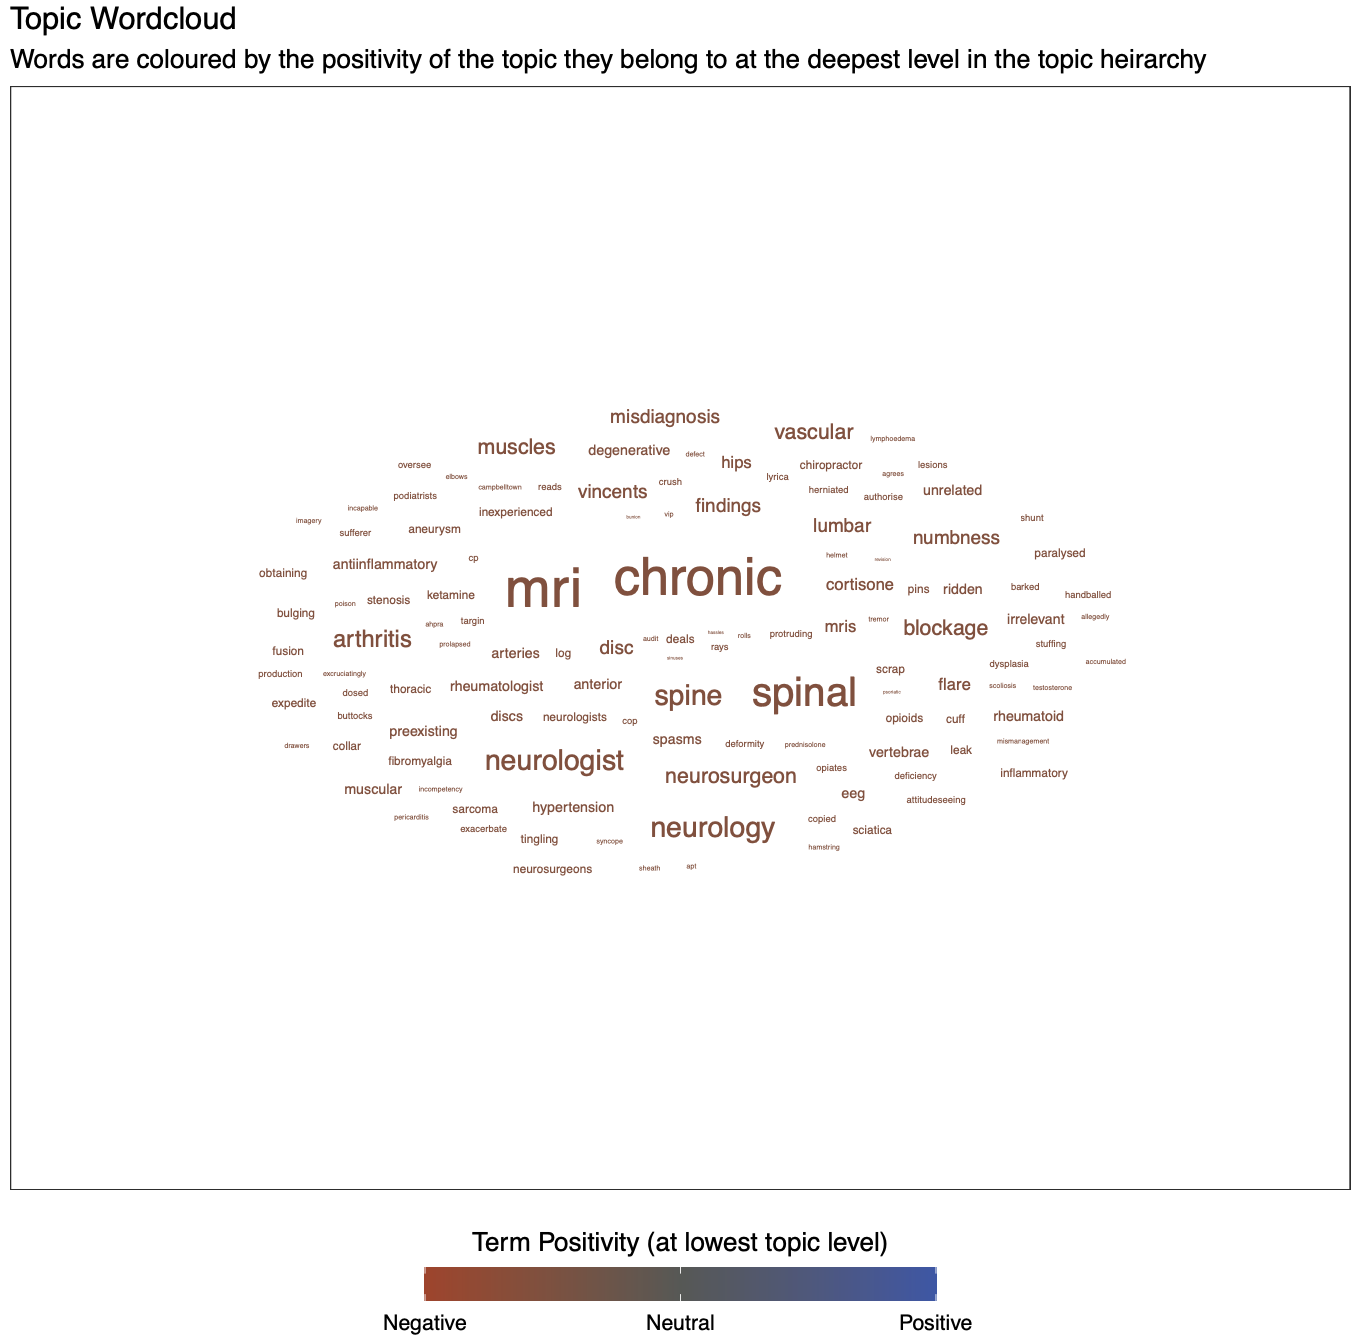 Topic Wordcloud
Words are coloured by the positivity of the topic they belong to at the deepest level in the topic heirarchy
misdiagnosis
vascular
lymphoedema
muscles
degenerative
defect
hips
oversee
chiropractor
lesions
elbows
lyrica
agrees
campbelltown
reads
vincents
crush
herniated
authorise
unrelated
podiatrists
incapable
inexperienced
findings
vip
bunion
imagery
sufferer
aneurysm
lumbar
numbness
shunt
antiinflammatory
cp
helmet
paralysed
obtaining
mri
chronic
cortisone
pins
ridden
barked
handballed
bulging
poison
stenosis
ketamine
ahpra
targin
mris
tremor
blockage
irrelevant
allegedly
arthritis
prolapsed
disc
audit
deals
rolls
rays
protruding
stuffing
fusion
arteries
log
sinuses
dysplasia
accumulated
production
excruciatingly
scrap
dosed
thoracic
rheumatologist
anterior
spine
spinal
psoriatic
flare
scoliosis
testosterone
expedite
buttocks
discs
neurologists
cop
opioids
cuff
rheumatoid
drawers
collar
preexisting
spasms
deformity
prednisolone
vertebrae
leak
mismanagement
fibromyalgia
neurologist
neurosurgeon
opiates
deficiency
inflammatory
muscular
incompetency
eeg
attitudeseeing
pericarditis
sarcoma
hypertension
neurology
copied
exacerbate
sciatica
tingling
syncope
hamstring
neurosurgeons
sheath
apt
Term Positivity (at lowest topic level)
Negative Neutral Positive